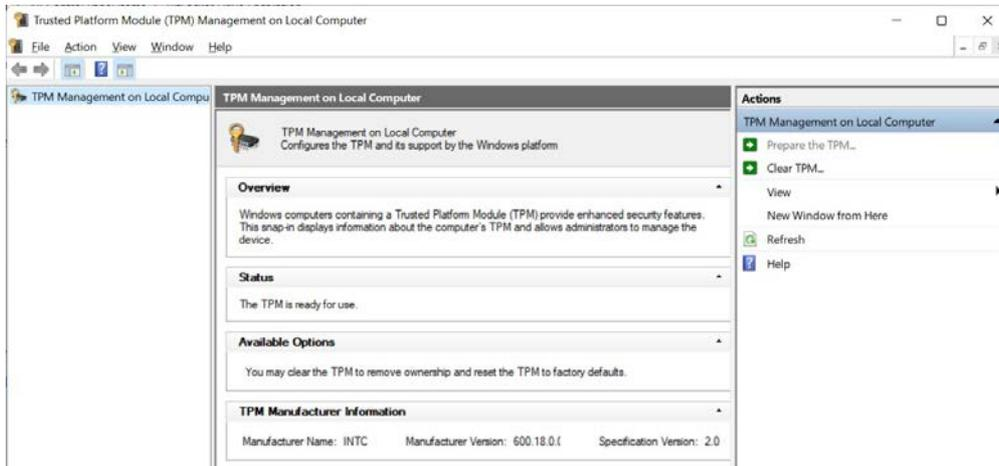 Trusted Platform Module (TPM) Management on Local Computer
File Action View Window Help
TPM Management on Local Compu
TPM Management on Local Computer
TPM Management on Local Computer
Configures the TPM and its support by the Windows platform
Overview
Windows computers containing a Trusted Platform Module (TPM) provide enhanced security features.
This snap-in displays information about the computer's TPM and allows administrators to manage the
device.
Status
The TPM is ready for use.
Available Options
You may clear the TPM to remove ownership and reset the TPM to factory defaults.
TPM Manufacturer Information
Manufacturer Name: INTC Manufacturer Version: 600.18.0.( Specification Version: 2.0
Actions
TPM Management on Local Computer
Prepare the TPM...
Clear TPM...
View
New Window from Here
Refresh
Help